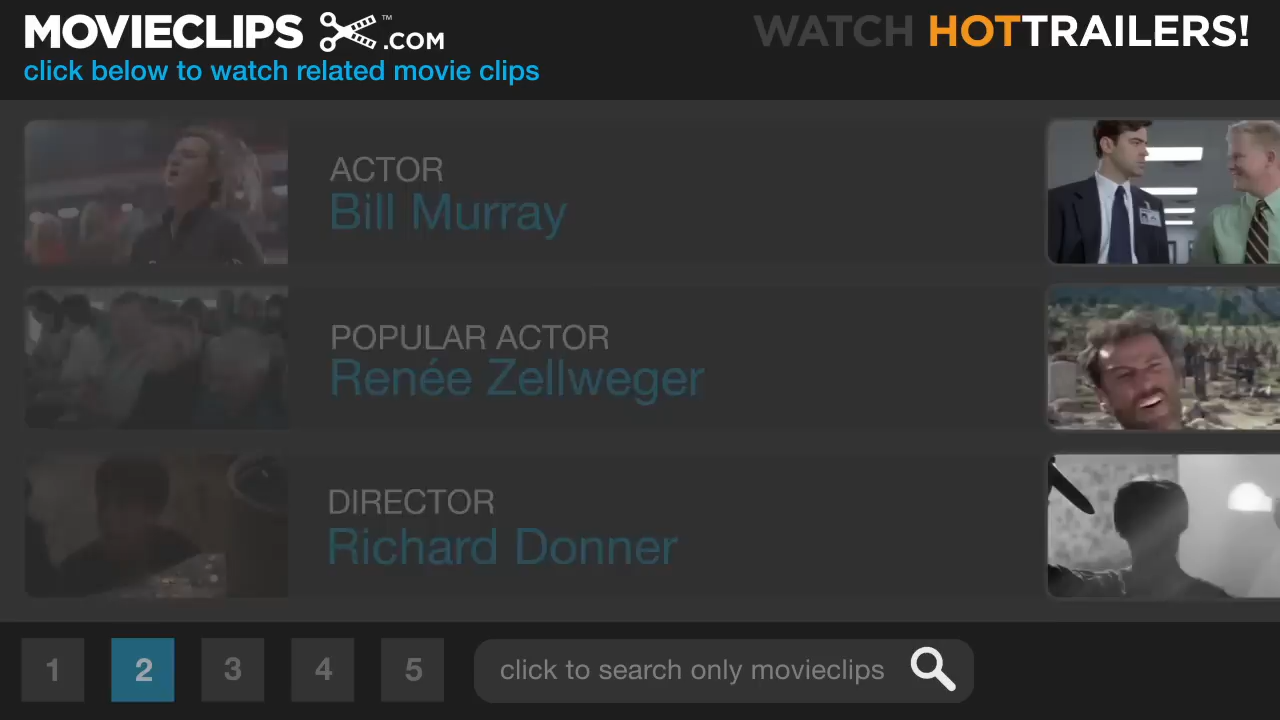 MOVIECLIPS™.COM
WATCH HOTTRAILERS!
click below to watch related movie clips
ACTOR
Bill Murray
POPULAR ACTOR
Renée Zellweger
DIRECTOR
Richard Donner
1 2 3 4 5
click to search only movieclips